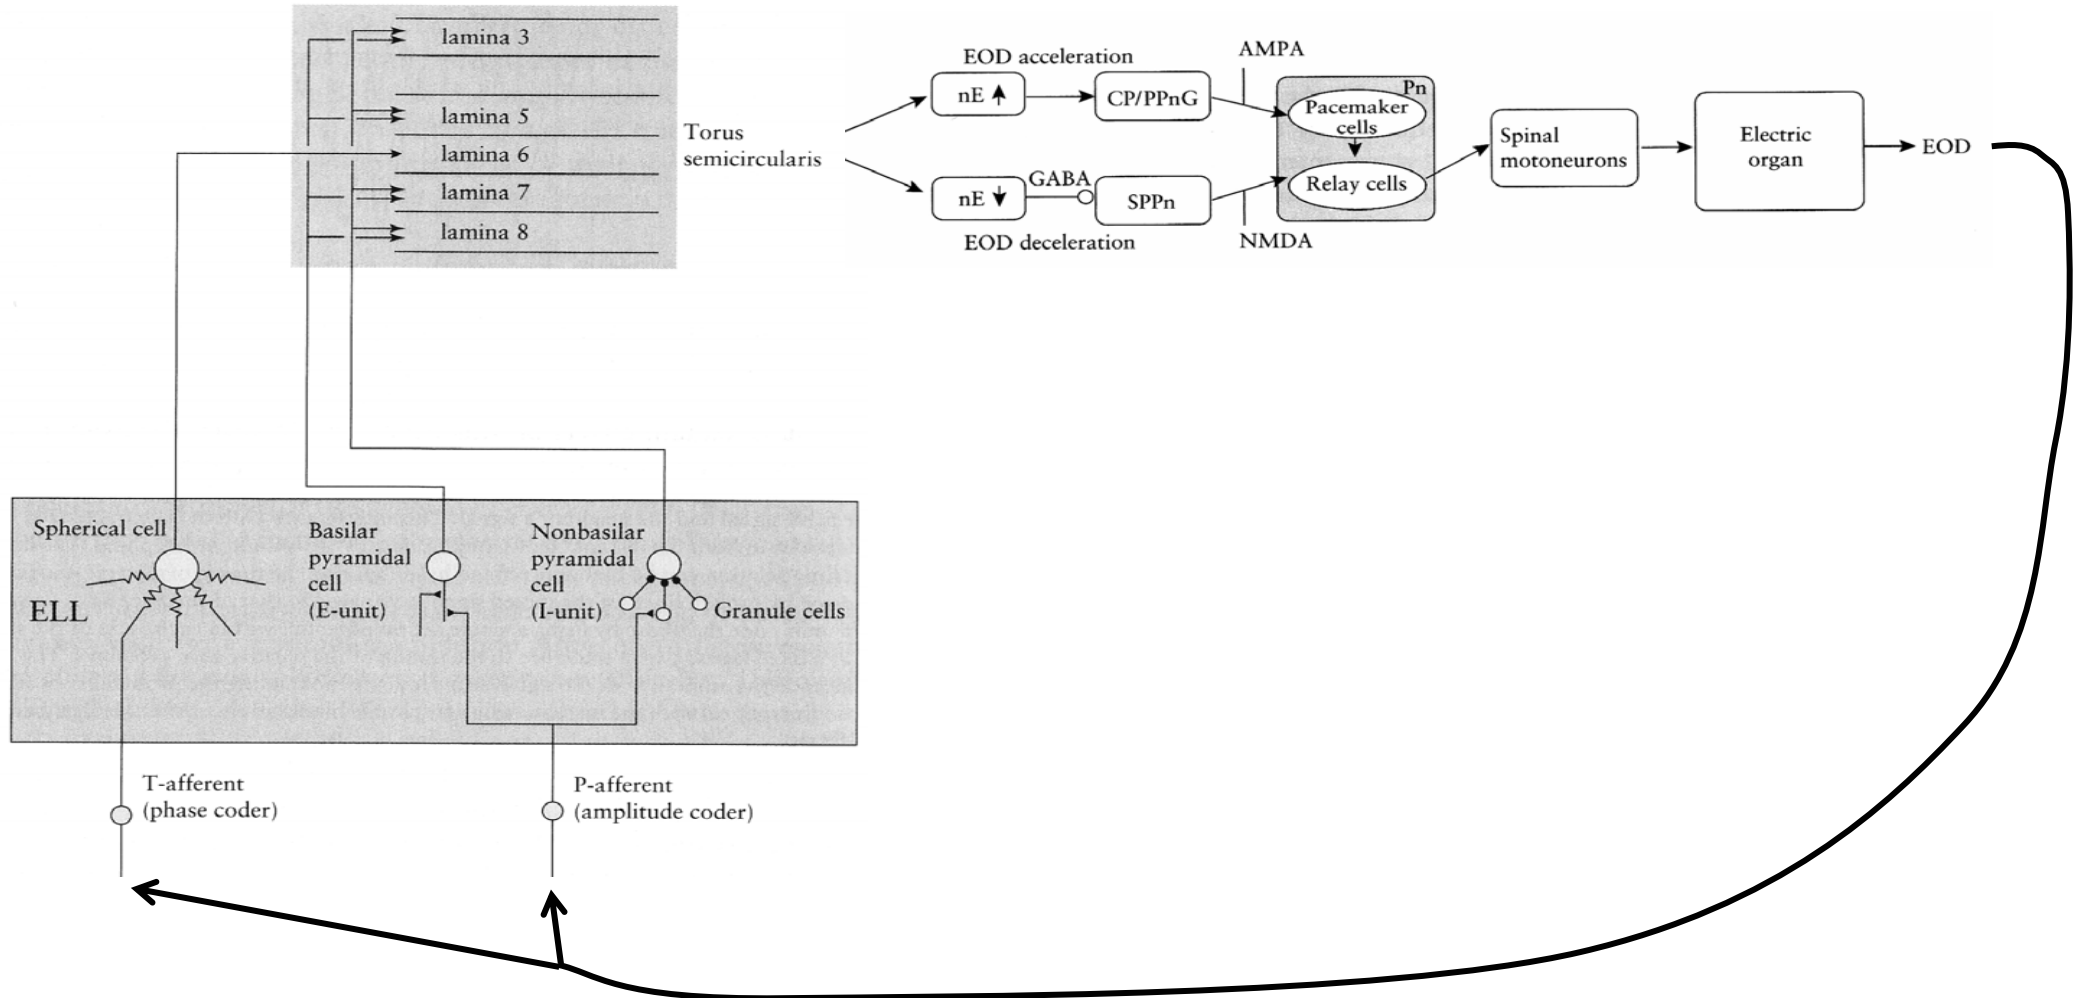 lamina 3
lamina 5
lamina 6
lamina 7
lamina 8
Torus
semicircularis
EOD acceleration
nE ↑
CP/PPnG
AMPA
Pn
Pacemaker
cells
Relay cells
nE ↓
GABA
SPPn
EOD deceleration
NMDA
Spinal
motoneurons
Electric
organ
EOD
Spherical cell
ELL
Basilar
pyramidal
cell
(E-unit)
Nonbasilar
pyramidal
cell
(I-unit)
Granule cells
T-afferent
(phase coder)
P-afferent
(amplitude coder)